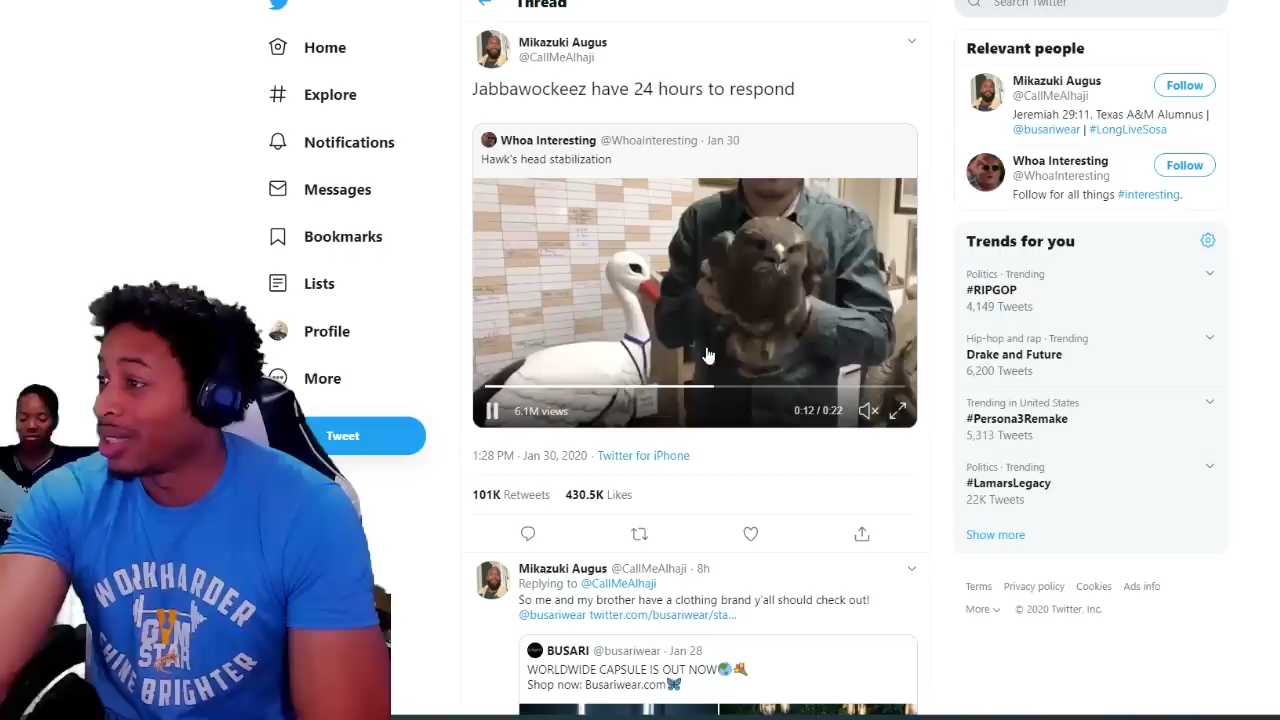 Thread
Search Twitter
Home
Explore
Notifications
Messages
Bookmarks
Lists
Profile
More
Tweet
Mikazuki Augus
@CallMeAlhaji
Jabbawockeez have 24 hours to respond
Whoa Interesting @WhoaInteresting · Jan 30
Hawk's head stabilization
6.1M views
0:12 / 0:22
1:28 PM · Jan 30, 2020 · Twitter for iPhone
101K Retweets 430.5K Likes
Mikazuki Augus @CallMeAlhaji · 8h
Replying to @CallMeAlhaji
So me and my brother have a clothing brand y'all should check out!
@busariwear twitter.com/busariwear/sta...
BUSARI @busariwear · Jan 28
WORLDWIDE CAPSULE IS OUT NOW🌍💐
Shop now: Busariwear.com🦋
Relevant people
Mikazuki Augus
@CallMeAlhaji
Follow
Jeremiah 29:11. Texas A&M Alumnus |
@busariwear | #LongLiveSosa
Whoa Interesting
@WhoaInteresting
Follow
Follow for all things #interesting.
Trends for you
Politics · Trending
#RIPGOP
4,149 Tweets
Hip-hop and rap · Trending
Drake and Future
6,200 Tweets
Trending in United States
#Persona3Remake
5,313 Tweets
Politics · Trending
#LamarsLegacy
22K Tweets
Show more
Terms Privacy policy Cookies Ads info
More © 2020 Twitter, Inc.
WORK HARDER
GYM
STAR
SHINE BRIGHTER